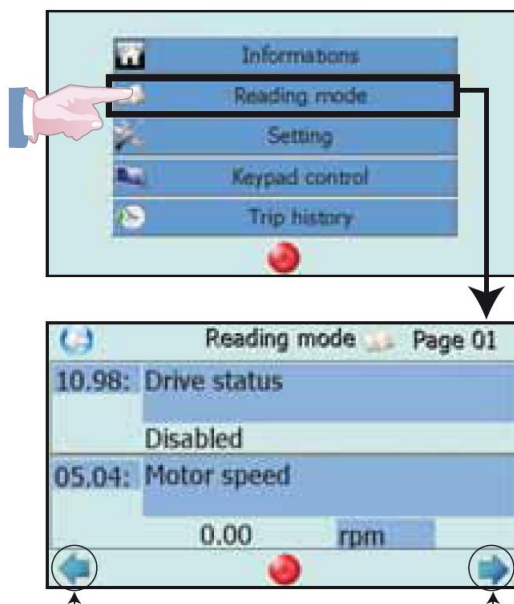 Informations
Reading mode
Setting
Keypad control
Trip history
Reading mode Page 01
10.98: Drive status
Disabled
05.04: Motor speed
0.00 rpm